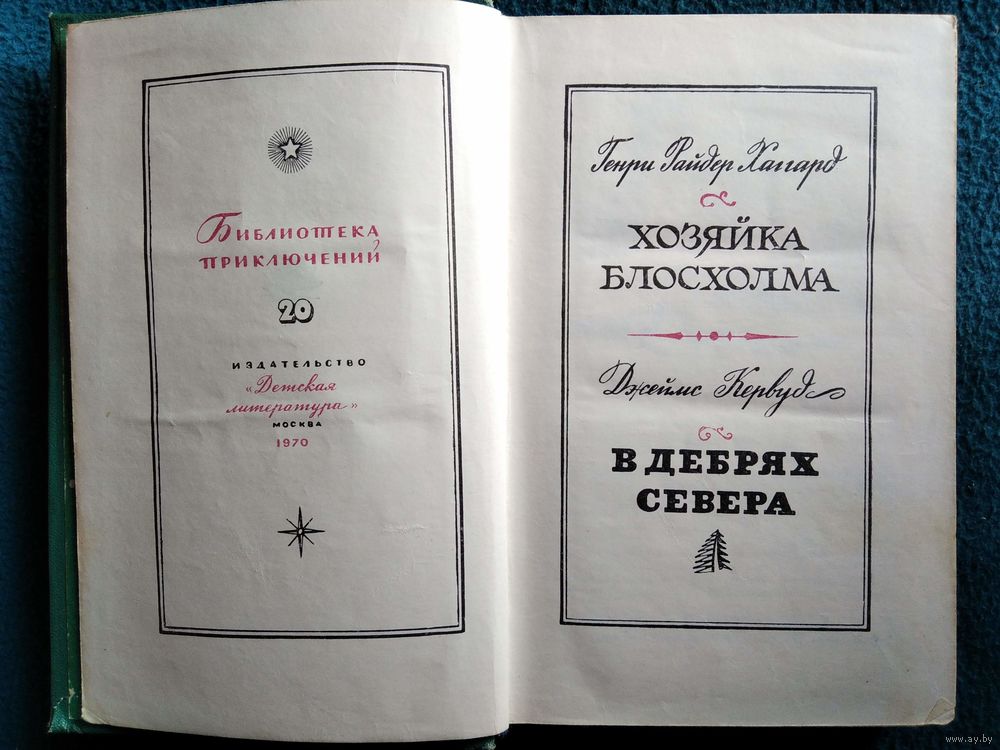 Библиотека
приключений
20
ИЗДАТЕЛЬСТВО
«Детская
литература»
МОСКВА
1970
Генри Райдер Хаггард
ХОЗЯЙКА
БЛОСХОЛМА
Джеймс Кервуд
В ДЕБРЯХ
СЕВЕРА
www.ay.by